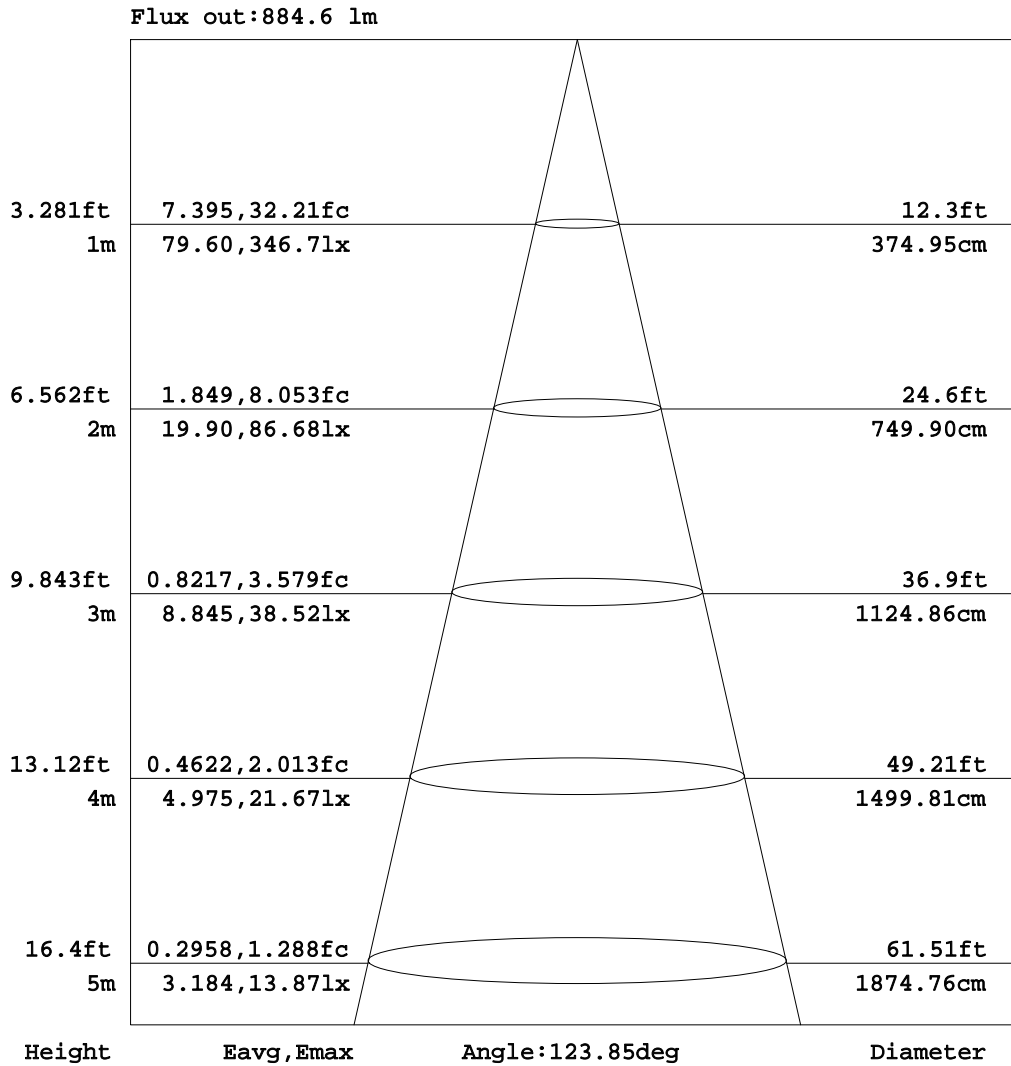 Flux out:884.6 lm
3.281ft 7.395,32.21fc 12.3ft
1m 79.60,346.7lx 374.95cm
6.562ft 1.849,8.053fc 24.6ft
2m 19.90,86.68lx 749.90cm
9.843ft 0.8217,3.579fc 36.9ft
3m 8.845,38.52lx 1124.86cm
13.12ft 0.4622,2.013fc 49.21ft
4m 4.975,21.67lx 1499.81cm
16.4ft 0.2958,1.288fc 61.51ft
5m 3.184,13.87lx 1874.76cm
Height Eavg,Emax Angle:123.85deg Diameter